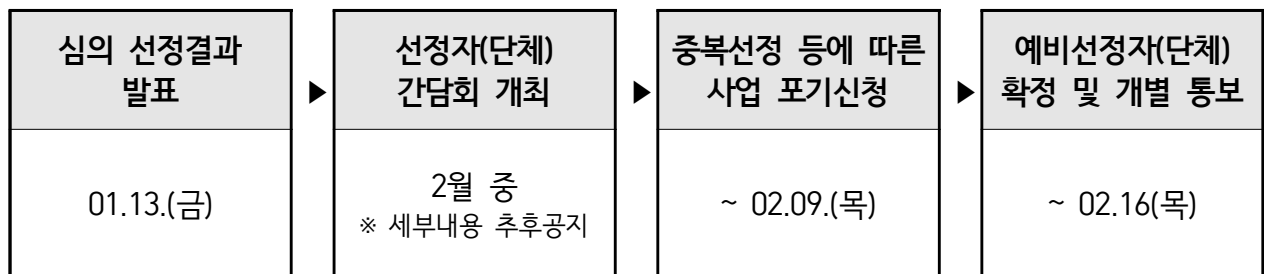 심의 선정결과
발표
▶
선정자(단체)
간담회 개최
▶
중복선정 등에 따른
사업 포기신청
▶
예비선정자(단체)
확정 및 개별 통보
01.13.(금)
2월 중
※ 세부내용 추후공지
~ 02.09.(목)
~ 02.16(목)